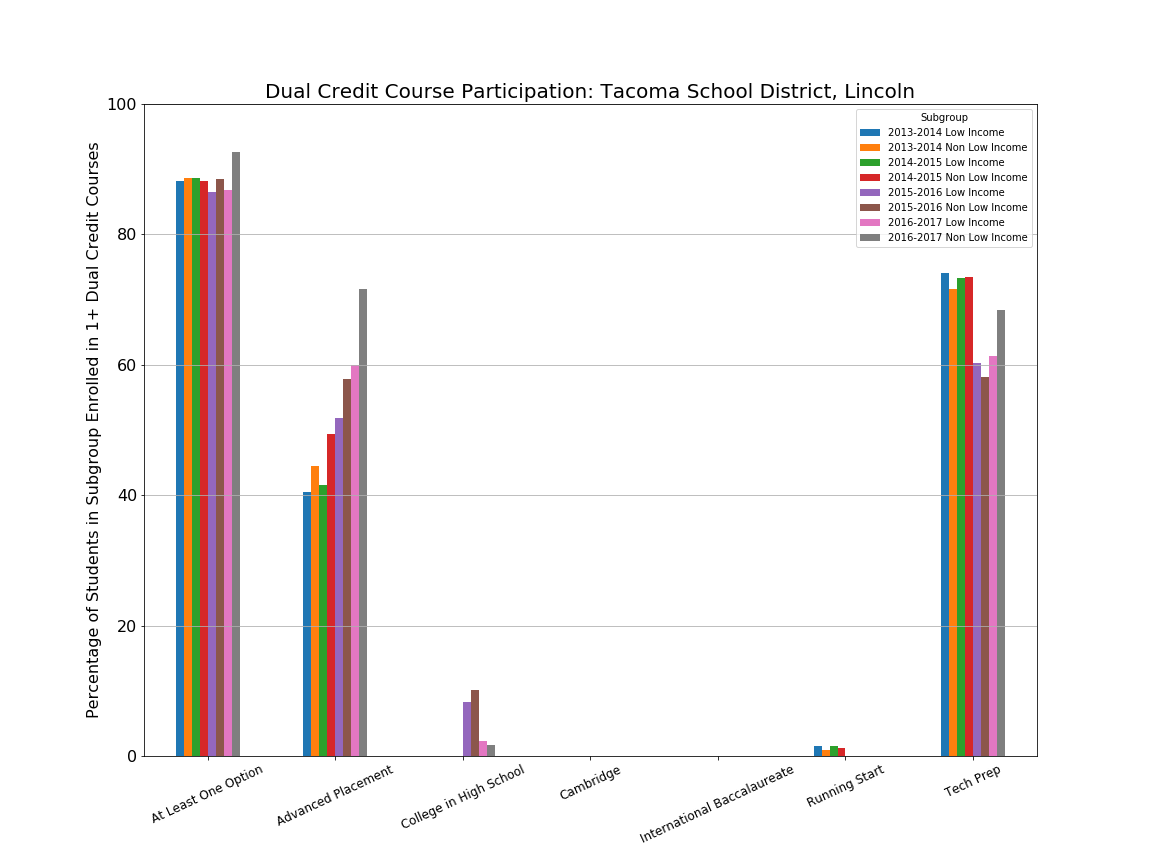 Dual Credit Course Participation: Tacoma School District, Lincoln
Percentage of Students in Subgroup Enrolled in 1+ Dual Credit Courses
100
80
60
40
20
0
Subgroup
2013-2014 Low Income
2013-2014 Non Low Income
2014-2015 Low Income
2014-2015 Non Low Income
2015-2016 Low Income
2015-2016 Non Low Income
2016-2017 Low Income
2016-2017 Non Low Income
At Least One Option
Advanced Placement
College in High School
Cambridge
International Baccalaureate
Running Start
Tech Prep